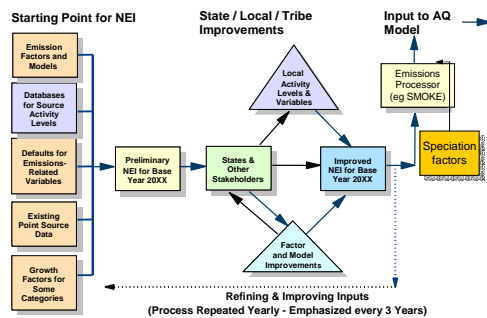 Starting Point for NEI
State / Local / Tribe
Improvements
Input to AQ
Model
Emission
Factors and
Models
Databases for
Source
Activity
Levels
Defaults for
Emissions-
Related
Variables
Existing
Point Source
Data
Growth
Factors for
Some
Categories
Preliminary
NEI for Base
Year 20XX
Local
Activity
Levels &
Variables
States &
Other
Stakeholders
Factor
and Model
Improvements
Improved
NEI for Base
Year 20XX
Emissions
Processor
(eg SMOKE)
Speciation
factors
Refining & Improving Inputs
(Process Repeated Yearly - Emphasized every 3 Years)